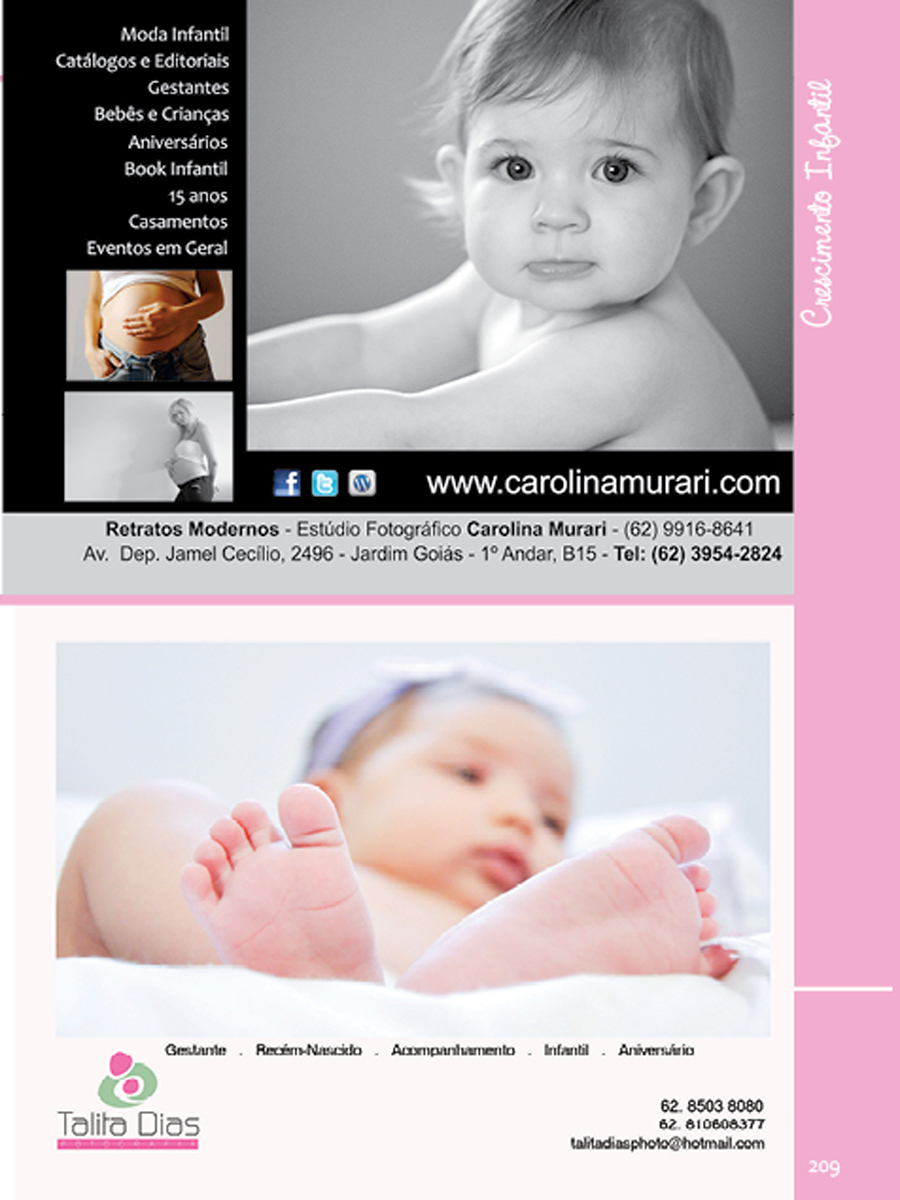 Moda Infantil
Catálogos e Editoriais
Gestantes
Bebês e Crianças
Aniversários
Book Infantil
15 anos
Casamentos
Eventos em Geral
www.carolinamurari.com
Retratos Modernos - Estúdio Fotográfico Carolina Murari - (62) 9916-8641
Av. Dep. Jamel Cecílio, 2496 - Jardim Goiás - 1º Andar, B15 - Tel: (62) 3954-2824
Crescimento Infantil
Gestante . Recém-Nascido . Acompanhamento . Infantil . Aniversário
Talita Dias
FOTOGRAFIA
62. 8503 8080
62. 810608377
talitadiasphoto@hotmail.com
209